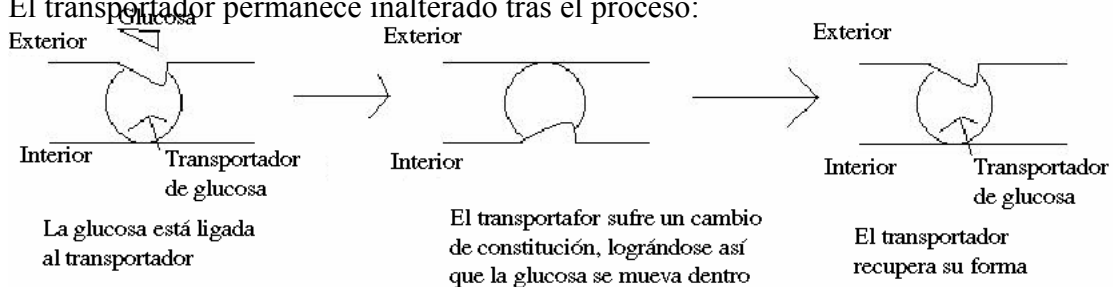 El transportador permanece inalterado tras el proceso:
Glucosa
Exterior
Interior
Transportador
de glucosa
La glucosa está ligada
al transportador
Exterior
Interior
El transportafor sufre un cambio
de constitución, lográndose así
que la glucosa se mueva dentro
Exterior
Interior
Transportador
de glucosa
El transportador
recupera su forma